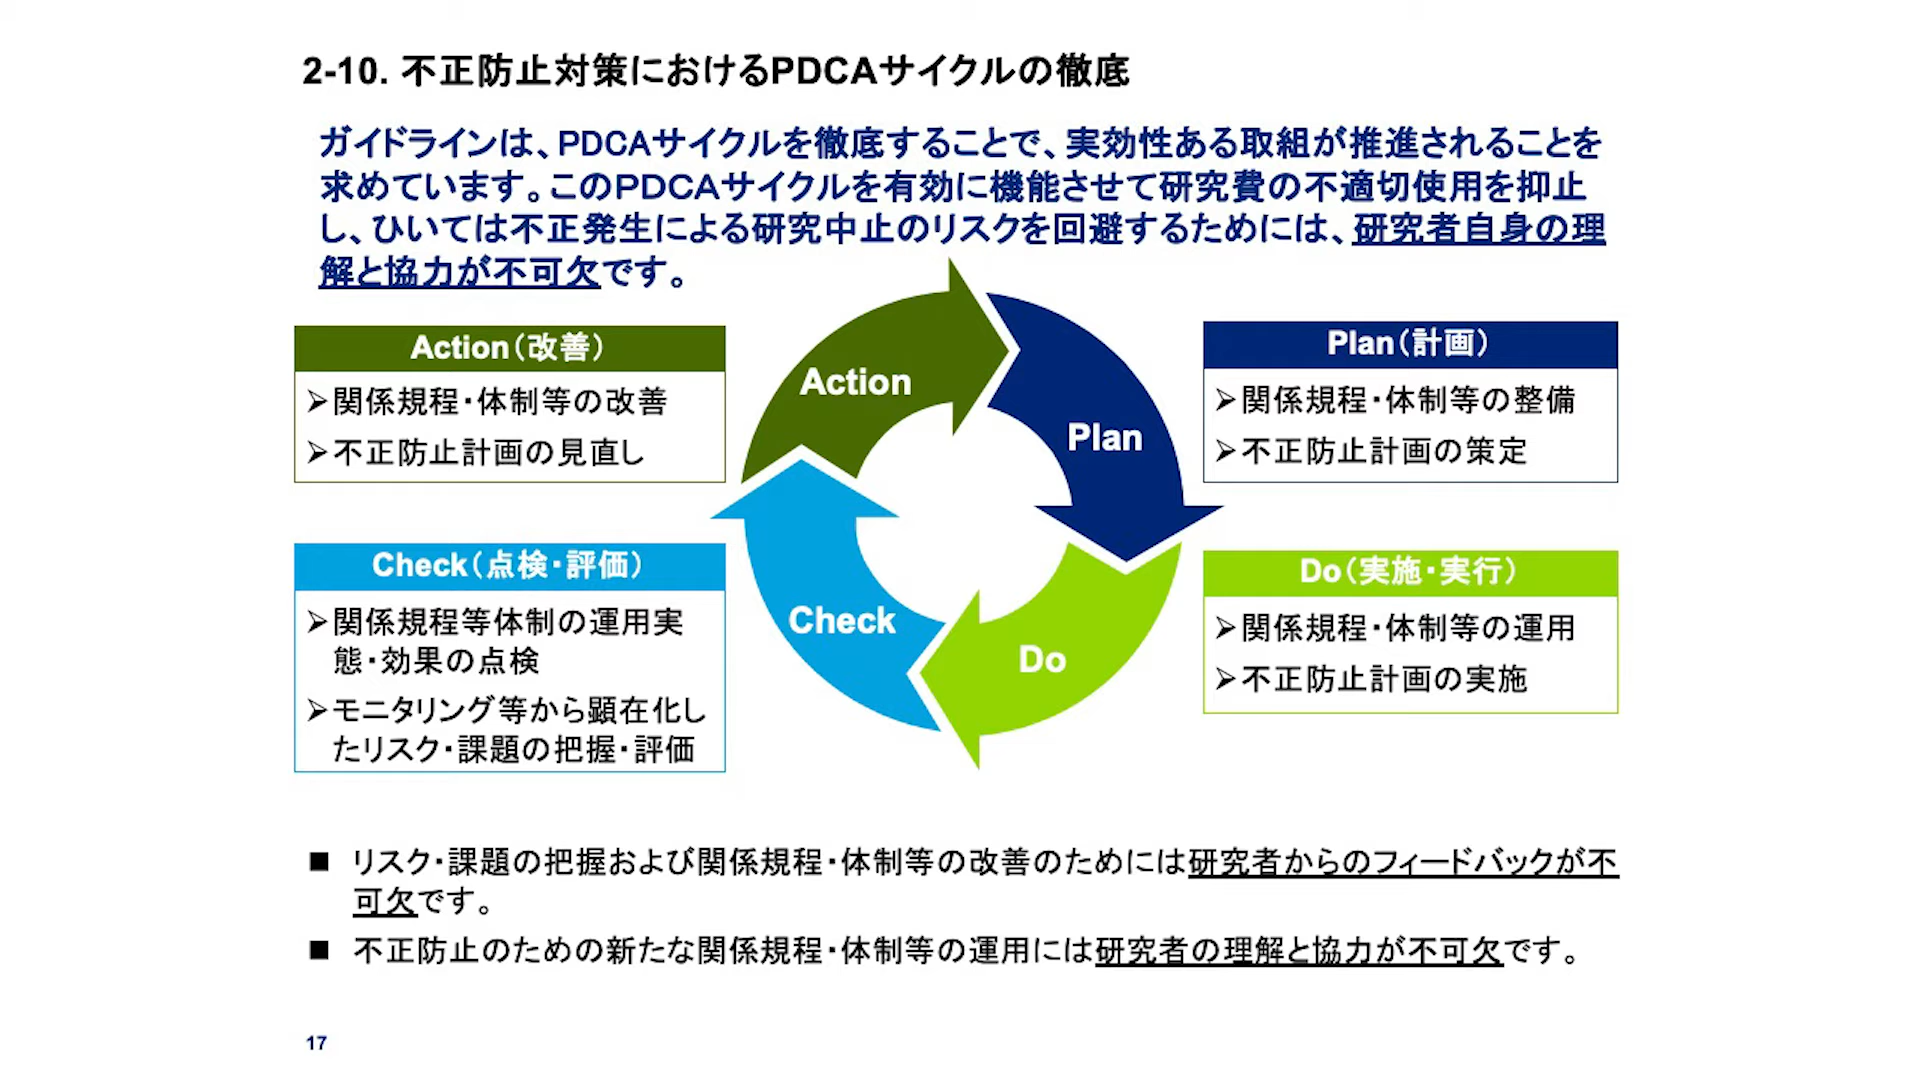 2-10. 不正防止対策におけるPDCAサイクルの徹底
ガイドラインは、PDCAサイクルを徹底することで、実効性ある取組が推進されることを
求めています。このPDCAサイクルを有効に機能させて研究費の不適切使用を抑止
し、ひいては不正発生による研究中止のリスクを回避するためには、研究者自身の理
解と協力が不可欠です。
Action（改善）
➢関係規程・体制等の改善
➢不正防止計画の見直し
Action
Plan
Plan（計画）
➢関係規程・体制等の整備
➢不正防止計画の策定
Check（点検・評価）
➢関係規程等体制の運用実
態・効果の点検
➢モニタリング等から顕在化し
たリスク・課題の把握・評価
Check
Do
Do（実施・実行）
➢関係規程・体制等の運用
➢不正防止計画の実施
■ リスク・課題の把握および関係規程・体制等の改善のためには研究者からのフィードバックが不
可欠です。
■ 不正防止のための新たな関係規程・体制等の運用には研究者の理解と協力が不可欠です。
17